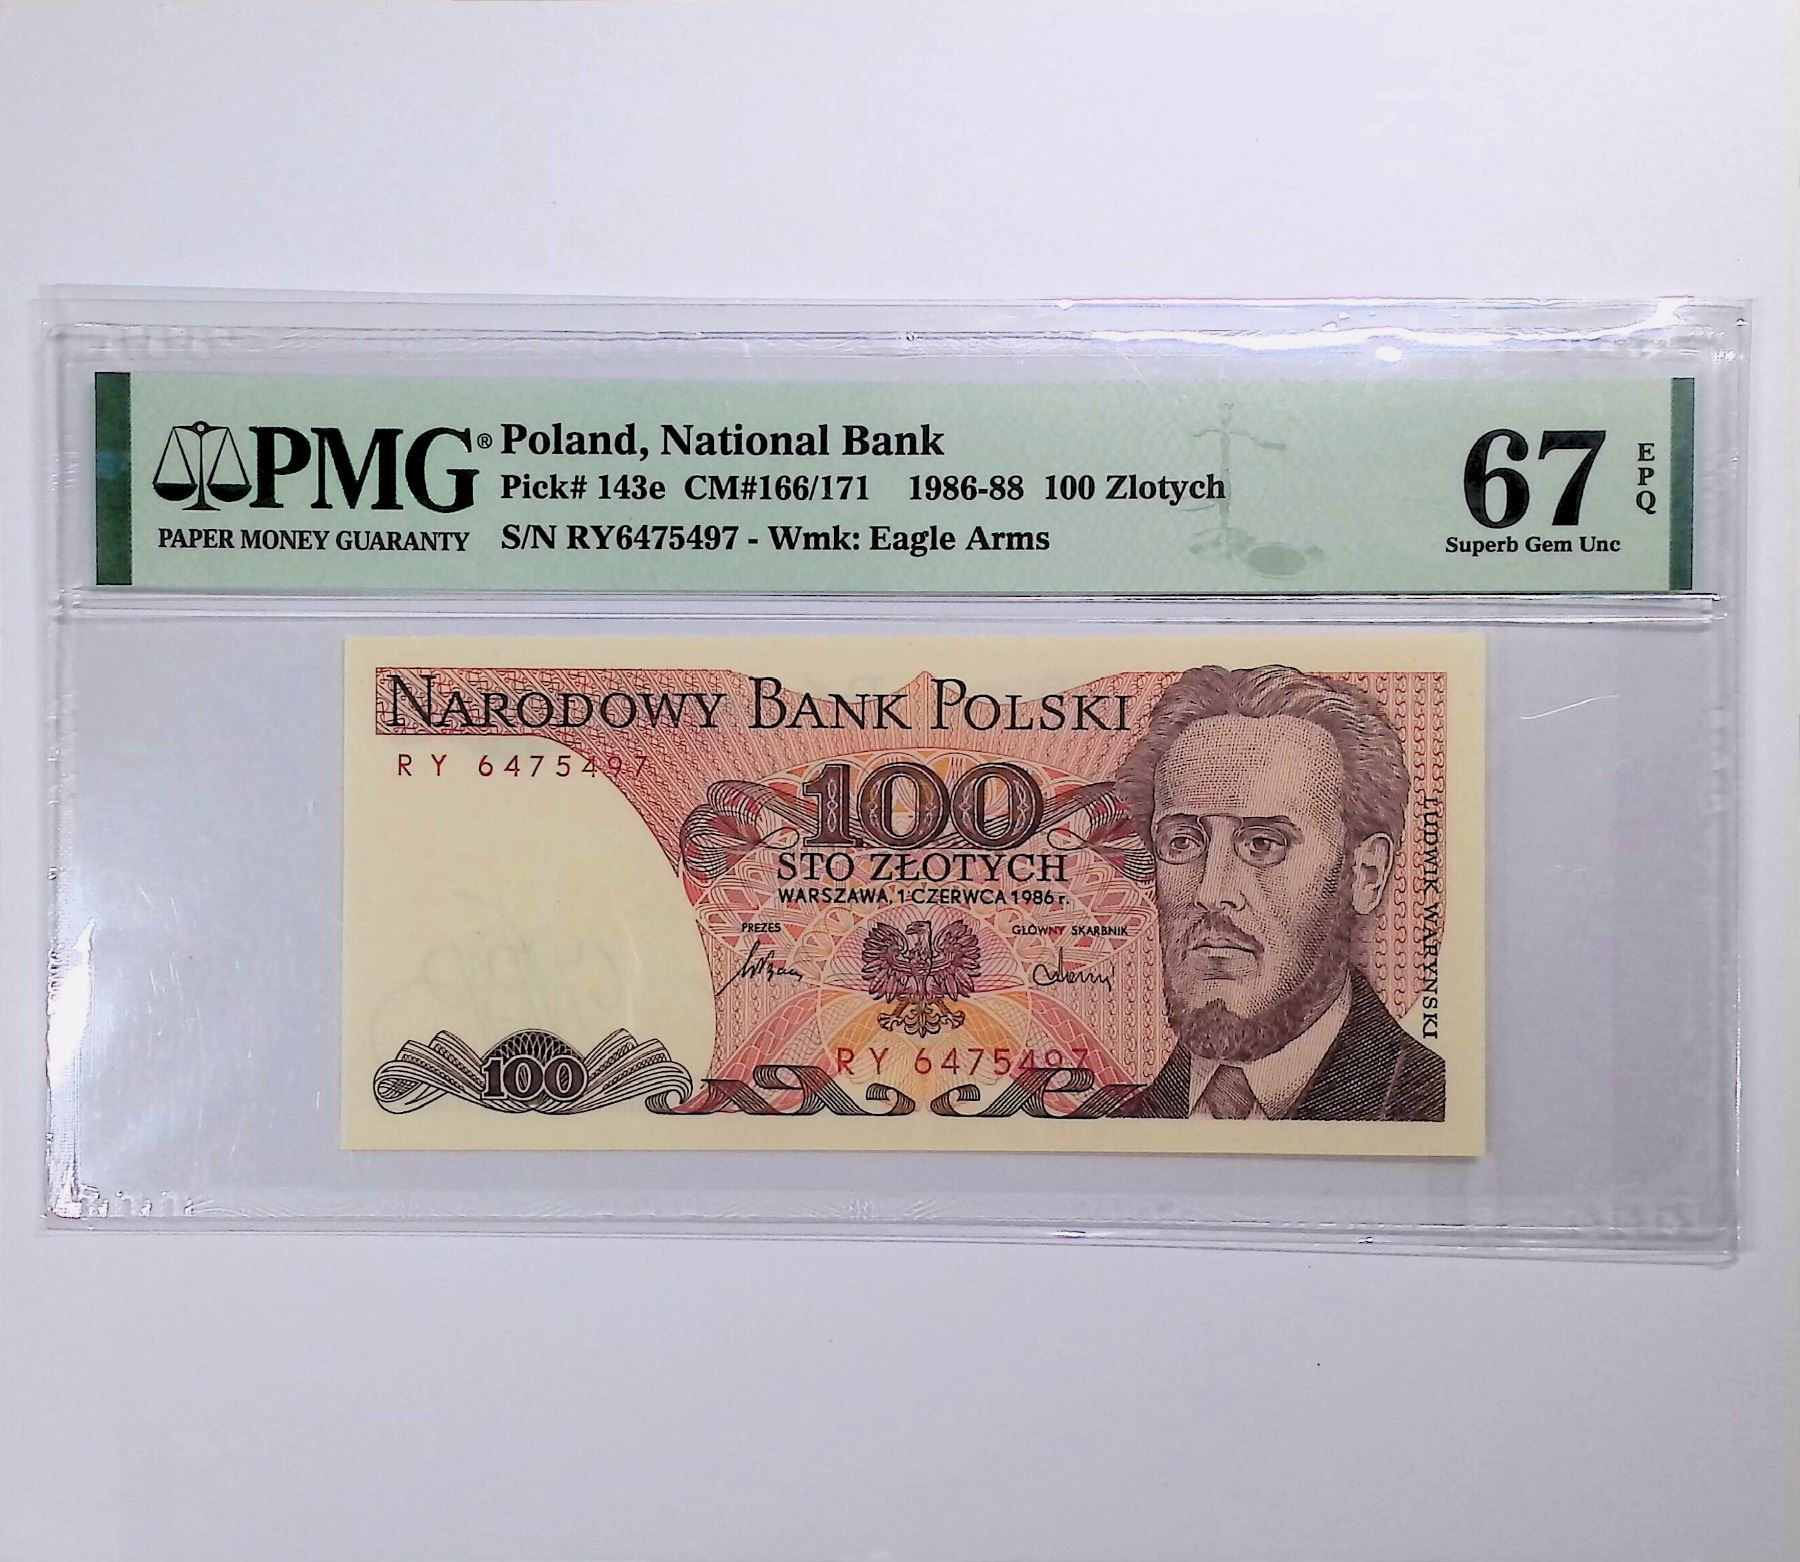 PMG®
PAPER MONEY GUARANTY
Poland, National Bank
Pick# 143e CM#166/171 1986-88 100 Zlotych
S/N RY6475497 - Wmk: Eagle Arms
67
EPQ
Superb Gem Unc
NARODOWY BANK POLSKI
RY 6475497
100
STO ZŁOTYCH
WARSZAWA, 1 CZERWCA 1986 r.
PREZES
GŁÓWNY SKARBNIK
LUDWIK WARYŃSKI
RY 6475497
100